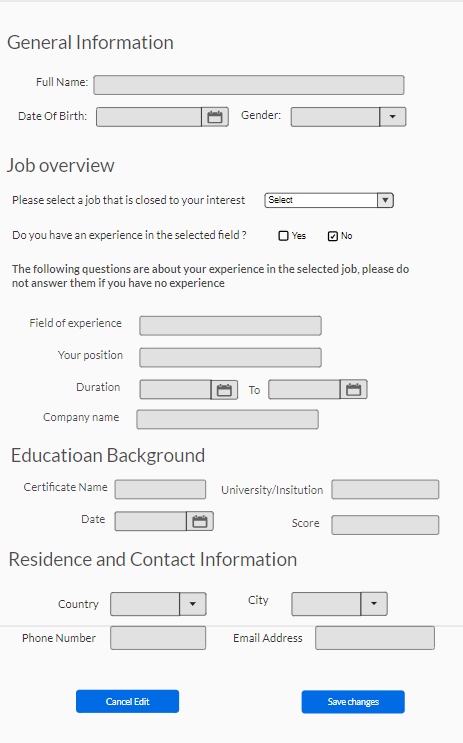 General Information
Full Name:
Date Of Birth: Gender:
Job overview
Please select a job that is closed to your interest Select
Do you have an experience in the selected field ? Yes No
The following questions are about your experience in the selected job, please do
not answer them if you have no experience
Field of experience
Your position
Duration To
Company name
Educatioan Background
Certificate Name University/Insitution
Date Score
Residence and Contact Information
Country City
Phone Number Email Address
Cancel Edit Save changes